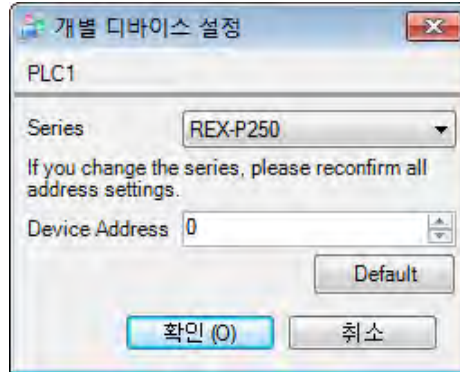 개별 디바이스 설정
PLC1
Series REX-P250
If you change the series, please reconfirm all
address settings.
Device Address 0
Default
확인 (O) 취소